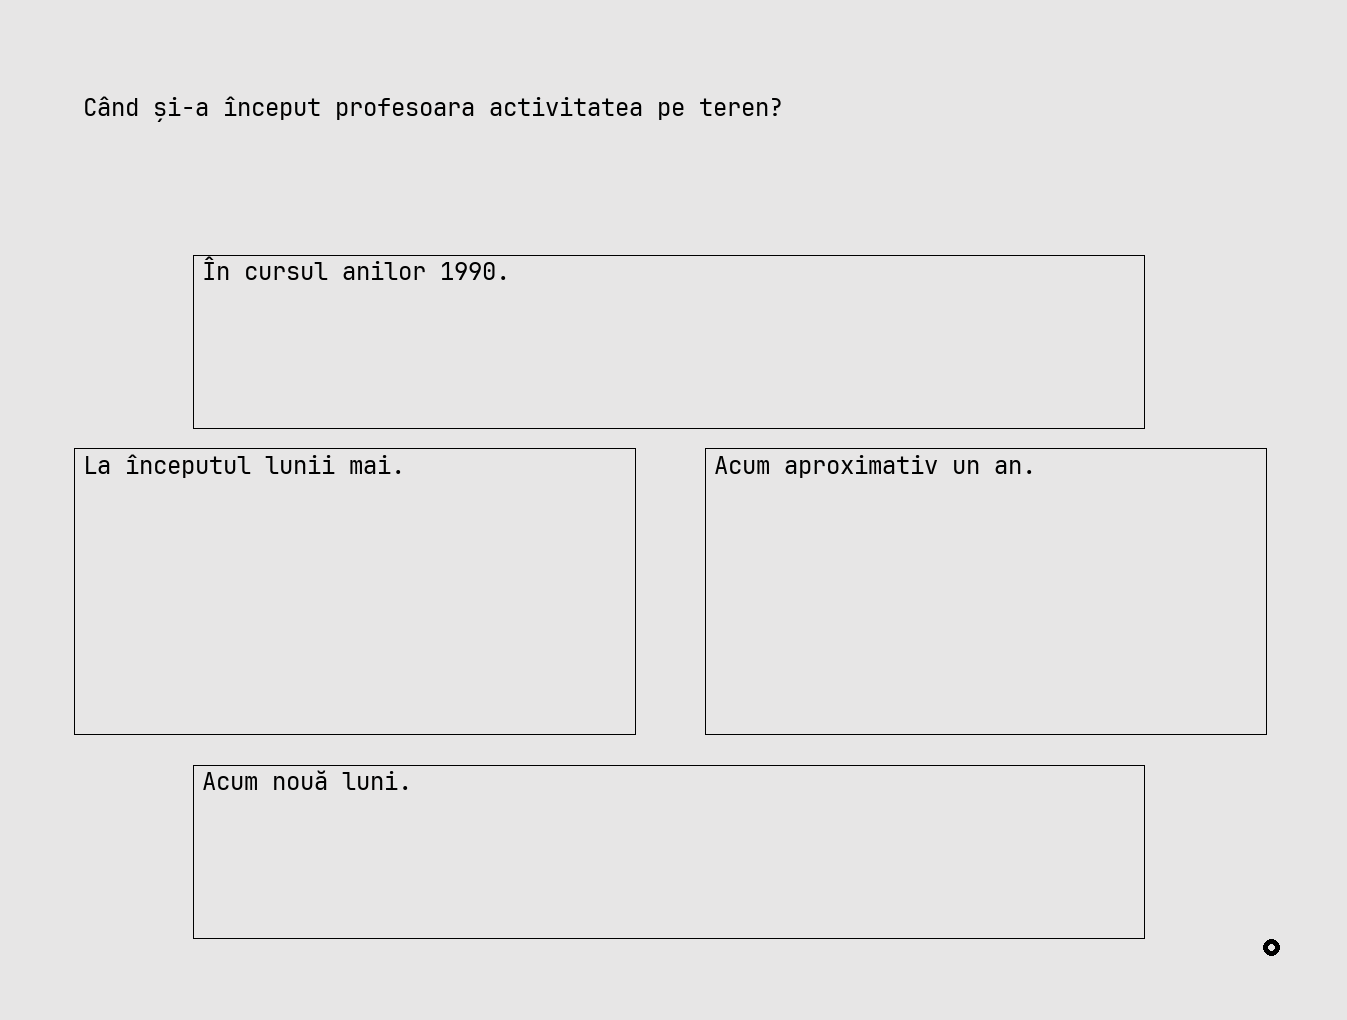 Când și-a început profesoara activitatea pe teren?
În cursul anilor 1990.
La începutul lunii mai.
Acum aproximativ un an.
Acum nouă luni.